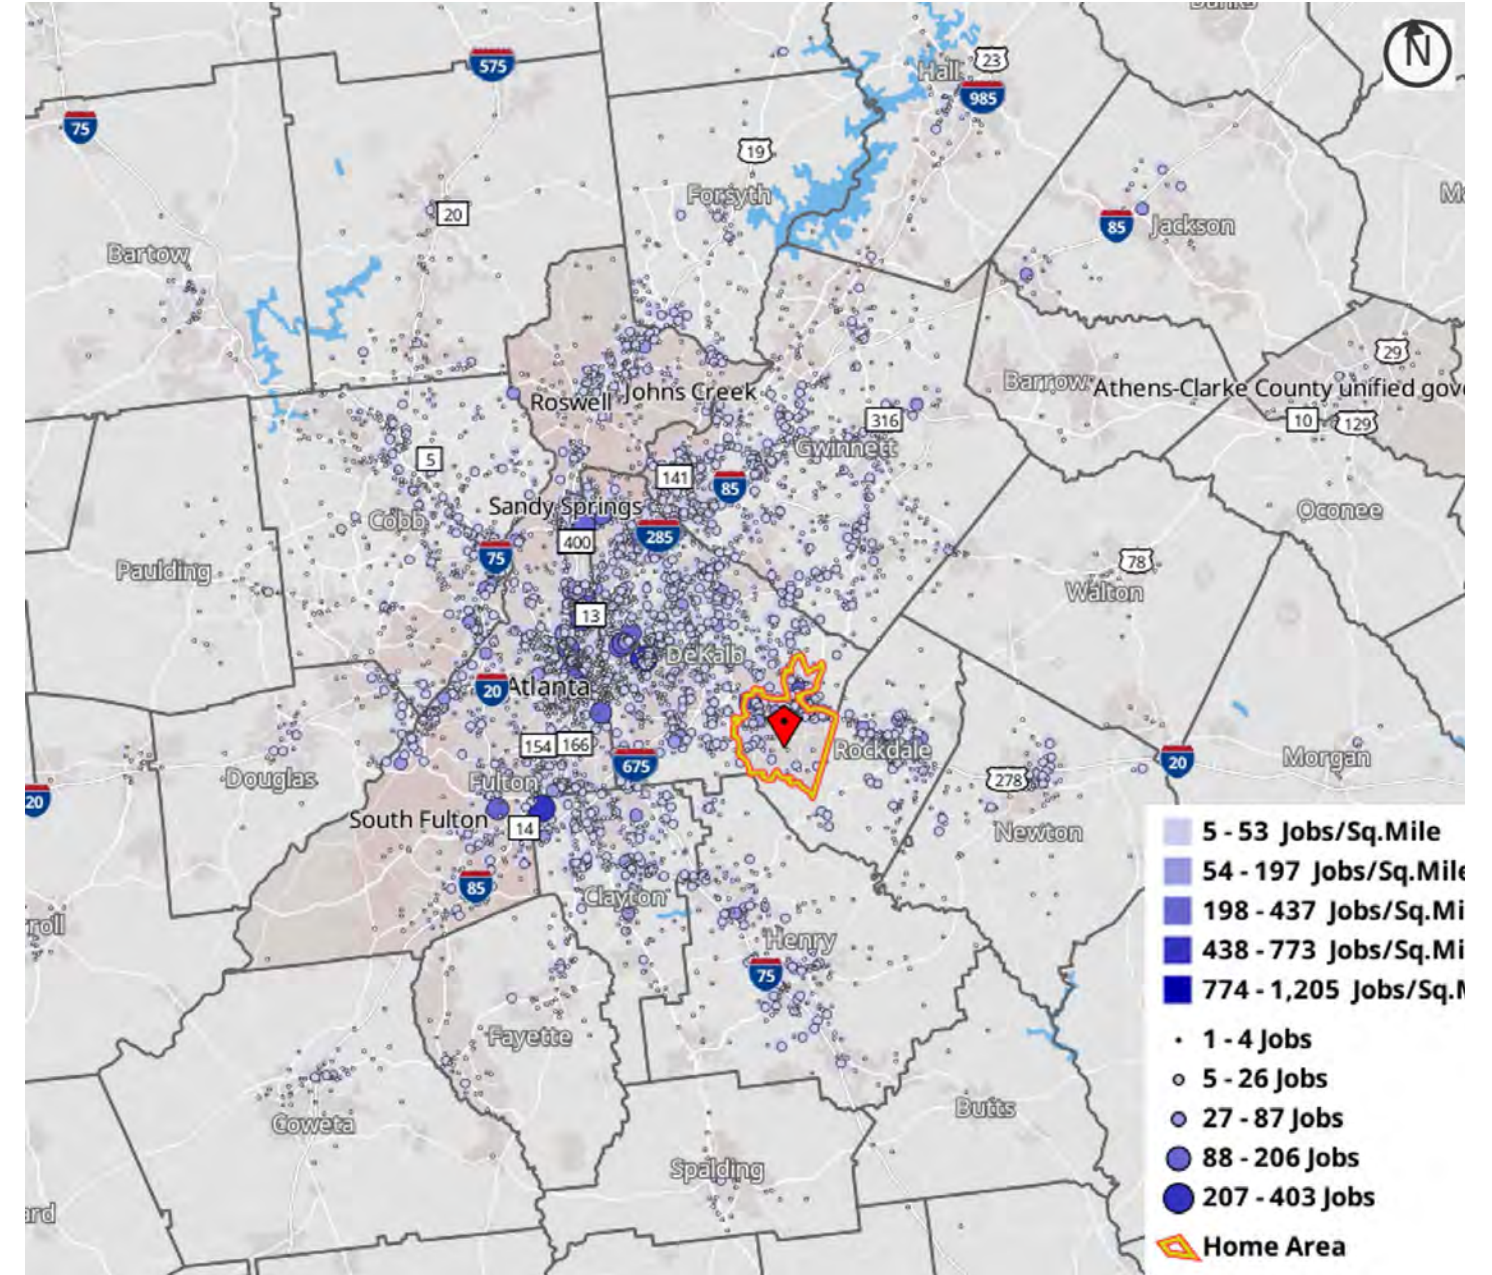 Banks
N
575
23
Hall
985
75
19
Forsyth
20
85
Jackson
Bartow
29
Barrow
Athens-Clarke County unified gove
Roswell
Johns Creek
316
10
129
Gwinnett
5
141
85
Sandy Springs
Cobb
285
Oconee
400
75
78
Paulding
Walton
13
DeKalb
20
Atlanta
154
166
Rockdale
675
20
Morgan
Douglas
Fulton
278
20
South Fulton
14
Newton
85
Clayton
rroll
Henry
75
Fayette
Butts
Coweta
Spalding
ard
5 - 53 Jobs/Sq.Mile
54 - 197 Jobs/Sq.Mile
198 - 437 Jobs/Sq.Mi
438 - 773 Jobs/Sq.Mi
774 - 1,205 Jobs/Sq.M
1 - 4 Jobs
5 - 26 Jobs
27 - 87 Jobs
88 - 206 Jobs
207 - 403 Jobs
Home Area